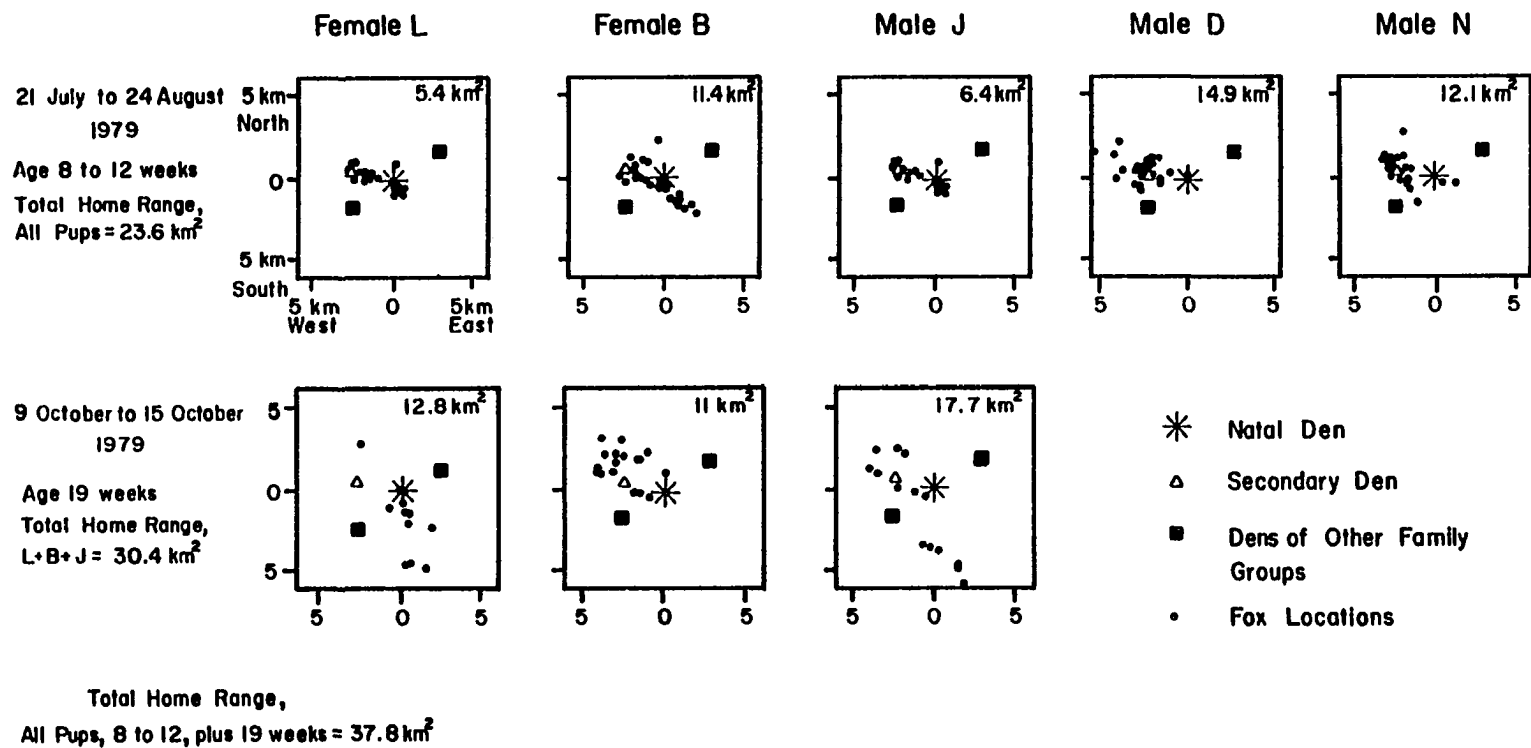 Female L
Female B
Male J
Male D
Male N
21 July to 24 August
1979
Age 8 to 12 weeks
Total Home Range,
All Pups = 23.6 km²
5 km
North
0
5 km
South
5 km
West
0
5km
East
5.4 km²
11.4 km²
5
0
5
6.4 km²
5
0
5
14.9 km²
5
0
5
12.1 km²
5
0
5
9 October to 15 October
1979
Age 19 weeks
Total Home Range,
L+B+J = 30.4 km²
5
0
5
12.8 km²
5
0
5
11 km²
5
0
5
17.7 km²
5
0
5
Natal Den
Secondary Den
Dens of Other Family
Groups
Fox Locations
Total Home Range,
All Pups, 8 to 12, plus 19 weeks = 37.8 km²